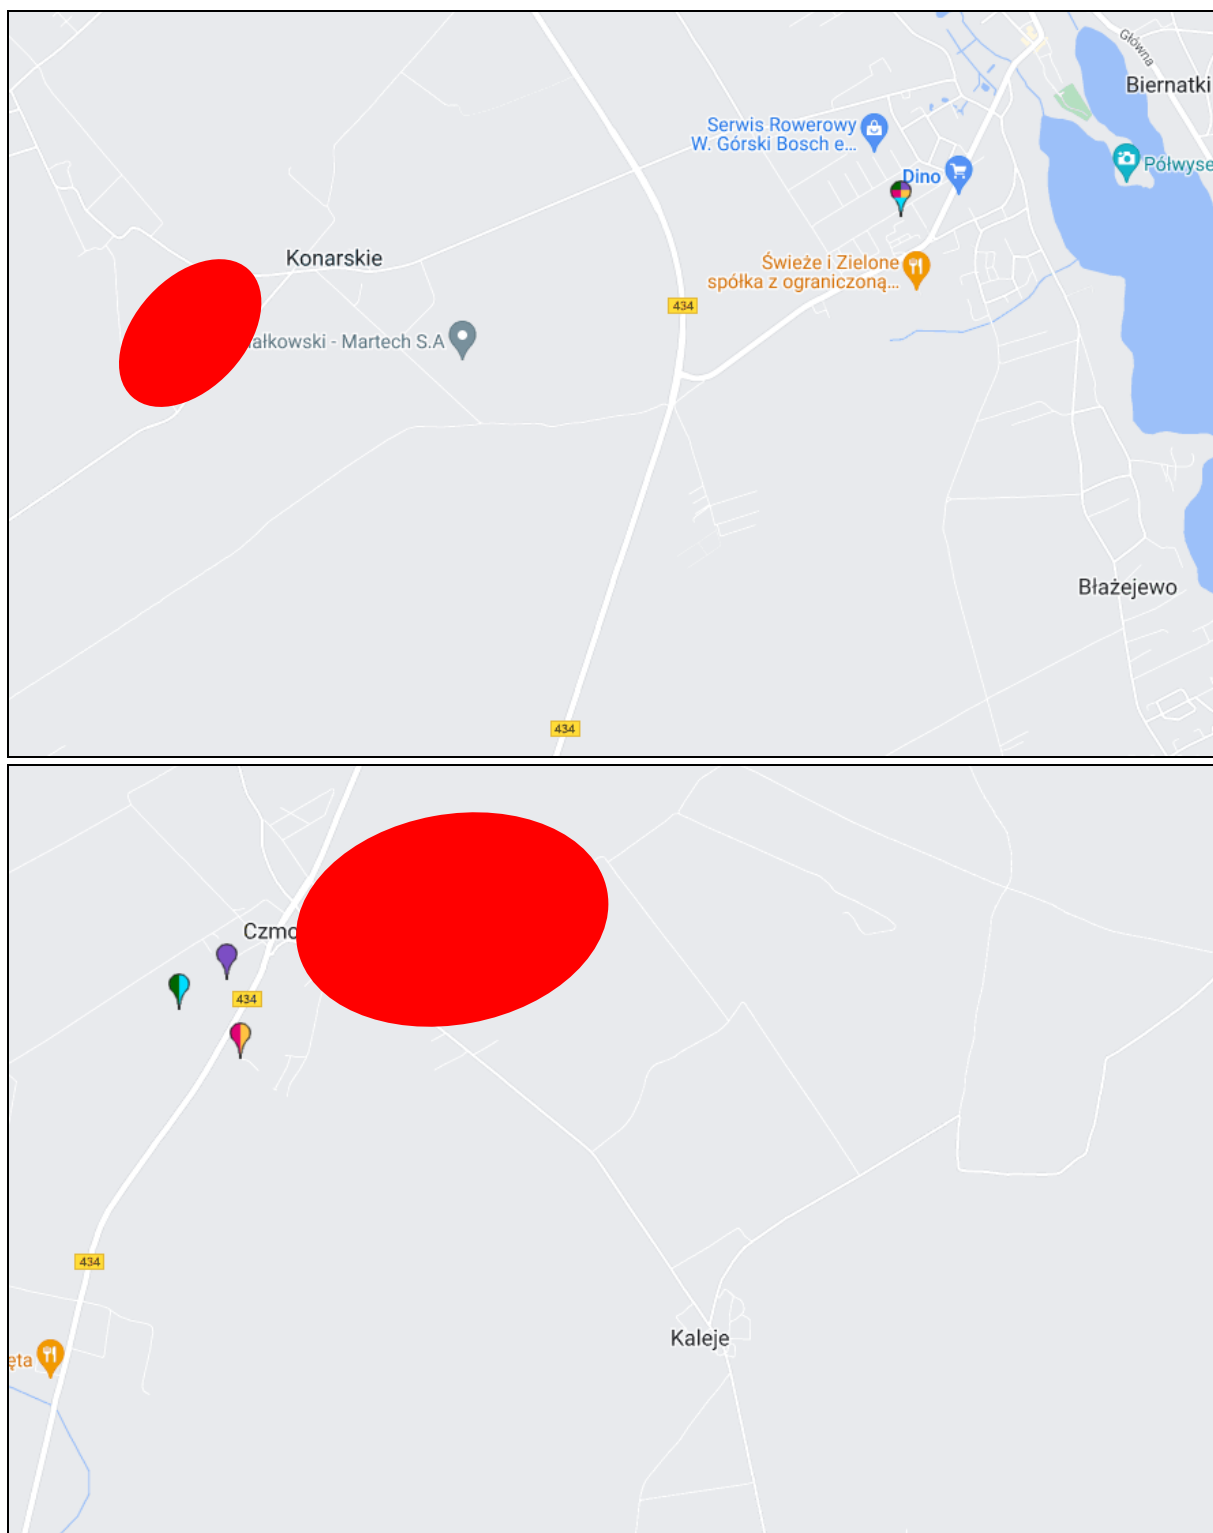 Główna
Biernatki
Serwis Rowerowy
W. Górski Bosch e...
Dino
Półwyse
Konarskie
Świeże i Zielone
spółka z ograniczoną...
434
ałkowski - Martech S.A
Błażejewo
434
Czmo
434
434
Kaleje
ęta